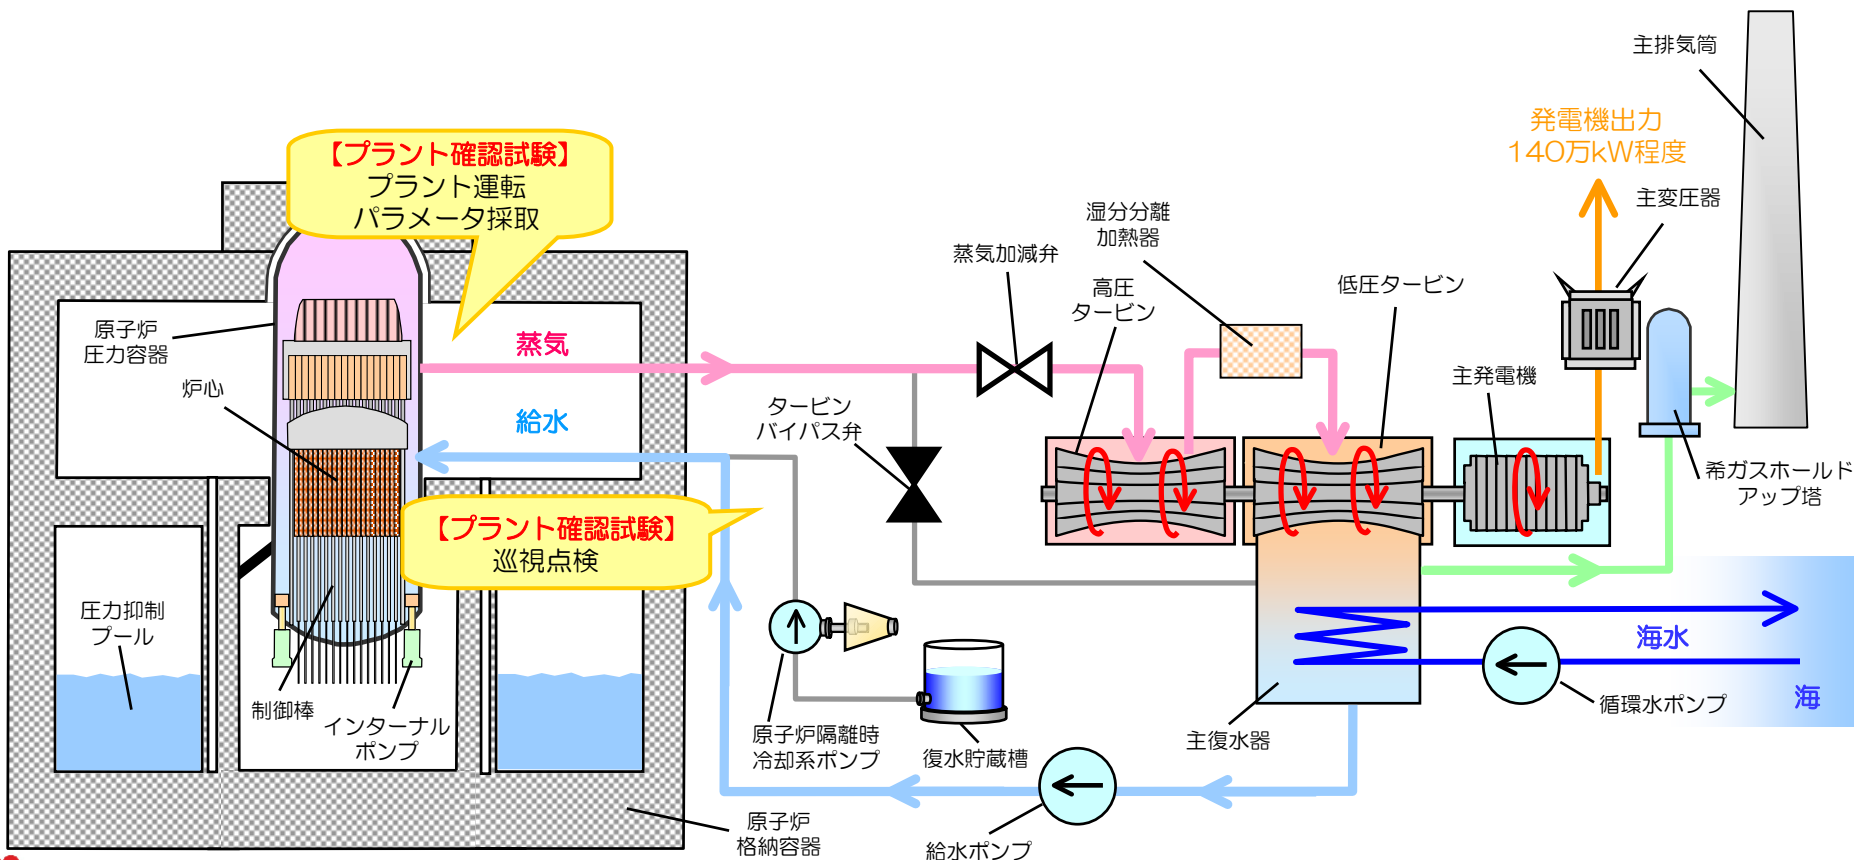 主排気筒
発電機出力
140万kW程度
【プラント確認試験】
プラント運転
パラメータ採取
主変圧器
湿分分離
加熱器
蒸気加減弁
高圧
タービン
低圧タービン
原子炉
圧力容器
蒸気
炉心
主発電機
タービン
バイパス弁
給水
希ガスホールド
アップ塔
【プラント確認試験】
巡視点検
圧力抑制
プール
海水
制御棒
インターナル
ポンプ
原子炉隔離時
冷却系ポンプ
復水貯蔵槽
主復水器
循環水ポンプ
海
原子炉
格納容器
給水ポンプ